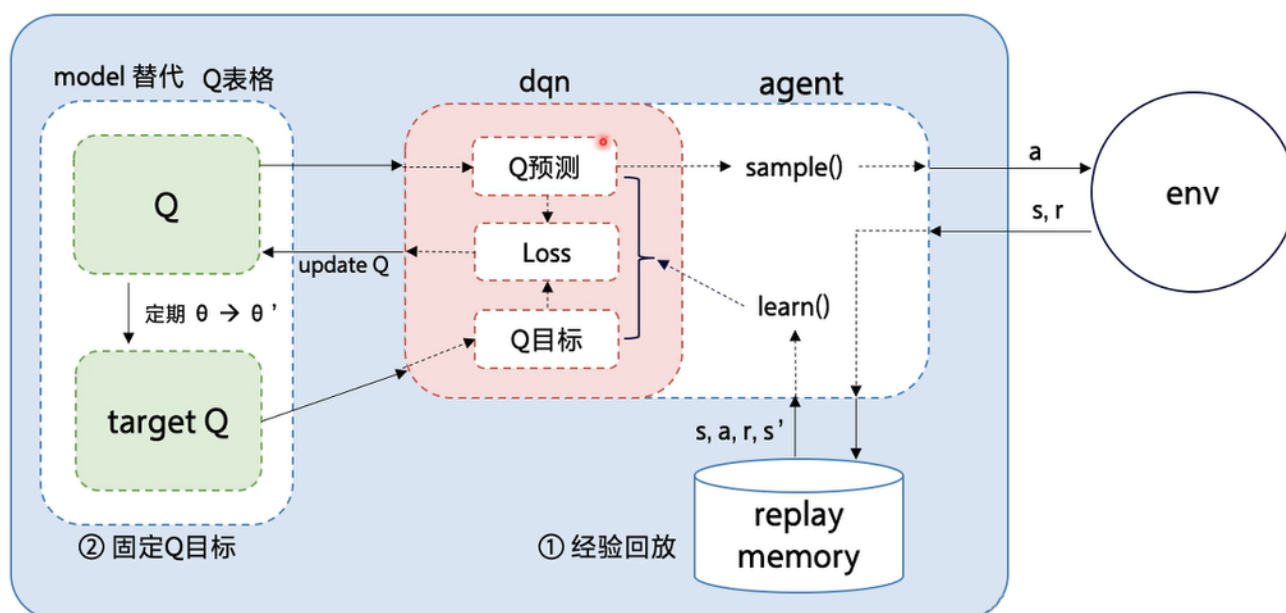 model 替代 Q表格
dqn
agent
Q
Q预测
sample()
a
env
s, r
Loss
update Q
定期 θ → θ’
learn()
Q目标
target Q
s, a, r, s’
replay
memory
② 固定Q目标
① 经验回放